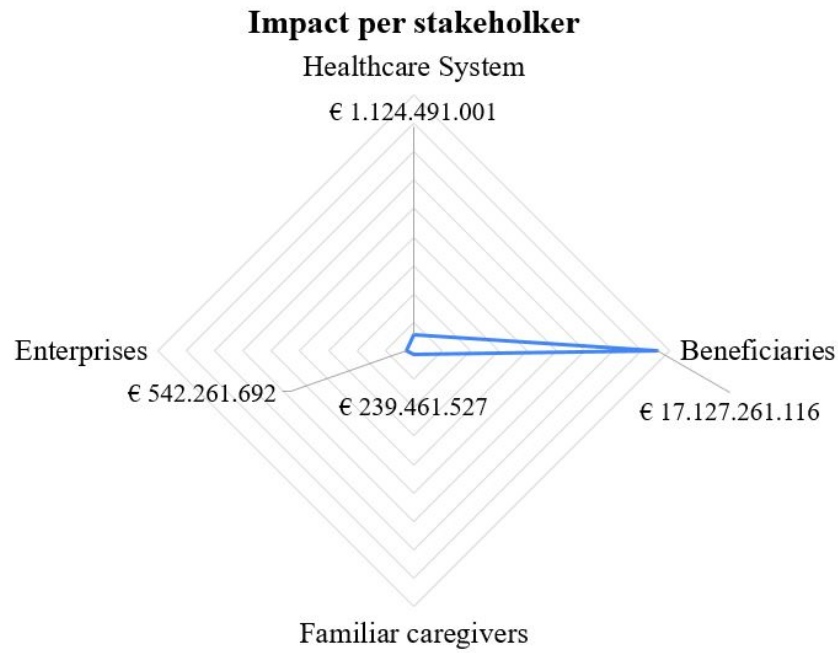 Impact per stakeholker
Healthcare System
€ 1.124.491.001
Enterprises
Beneficiaries
€ 542.261.692
€ 239.461.527
€ 17.127.261.116
Familiar caregivers